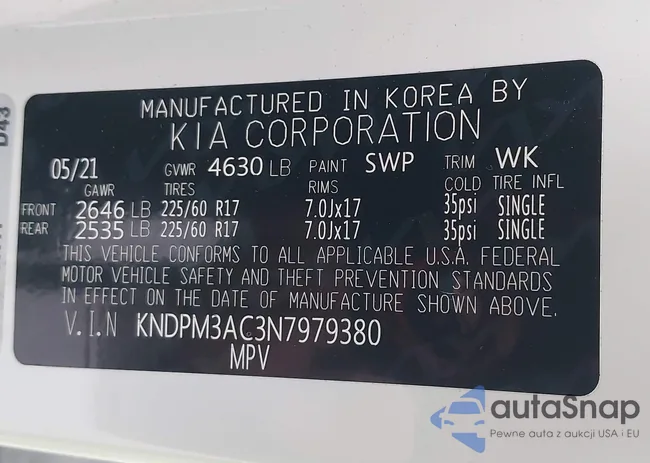 D43
MANUFACTURED IN KOREA BY
KIA CORPORATION
05/21 GVWR 4630 LB PAINT SWP TRIM WK
GAWR TIRES RIMS COLD TIRE INFL
FRONT 2646 LB 225/60 R17 7.0Jx17 35psi SINGLE
REAR 2535 LB 225/60 R17 7.0Jx17 35psi SINGLE
THIS VEHICLE CONFORMS TO ALL APPLICABLE U.S.A. FEDERAL
MOTOR VEHICLE SAFETY AND THEFT PREVENTION STANDARDS
IN EFFECT ON THE DATE OF MANUFACTURE SHOWN ABOVE.
V.I.N KNDPM3AC3N7979380
MPV
autaSnap
Pewne auta z aukcji USA i EU